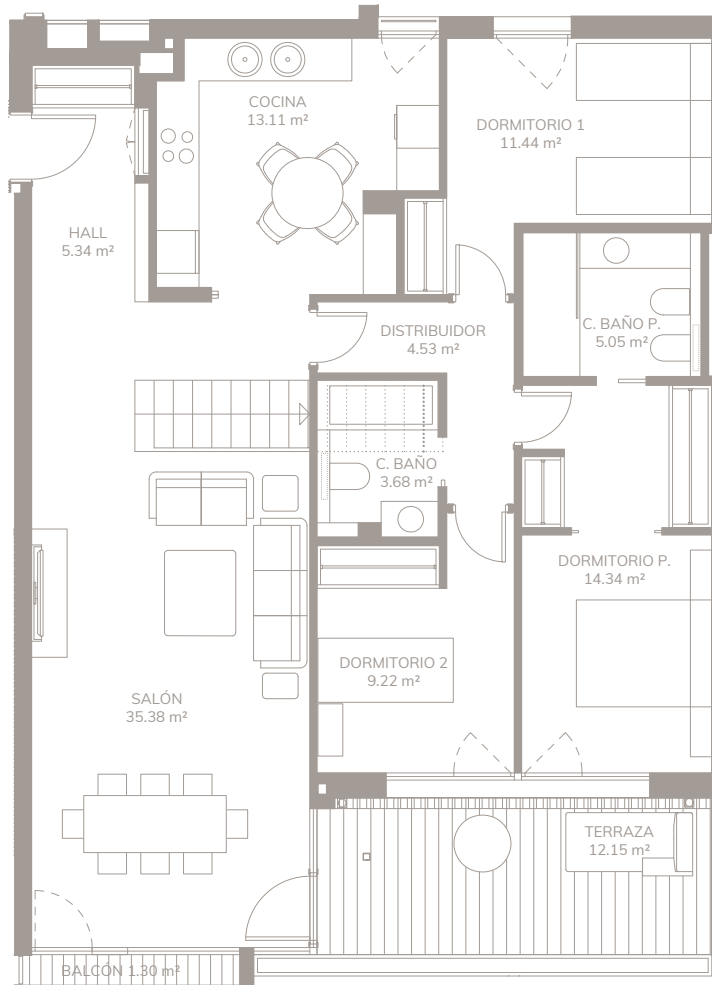 COCINA
13.11 m²
DORMITORIO 1
11.44 m²
HALL
5.34 m²
DISTRIBUIDOR
4.53 m²
C. BAÑO P.
5.05 m²
C. BAÑO
3.68 m²
DORMITORIO P.
14.34 m²
DORMITORIO 2
9.22 m²
SALÓN
35.38 m²
TERRAZA
12.15 m²
BALCÓN 1.30 m²